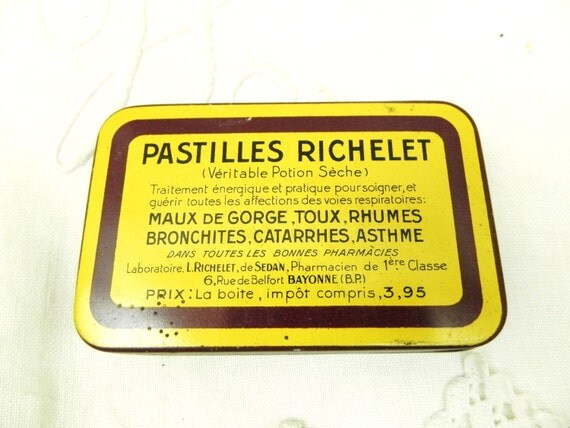 PASTILLES RICHELET
(Véritable Potion Sèche)
Traitement énergique et pratique pour soigner, et
guérir toutes les affections des voies respiratoires:
MAUX DE GORGE, TOUX, RHUMES
BRONCHITES, CATARRHES, ASTHME
DANS TOUTES LES BONNES PHARMACIES
Laboratoire, L. RICHELET, de SEDAN, Pharmacien de 1ère Classe
6, Rue de Belfort BAYONNE (B.P.)
PRIX: La boite, impôt compris, 3,95